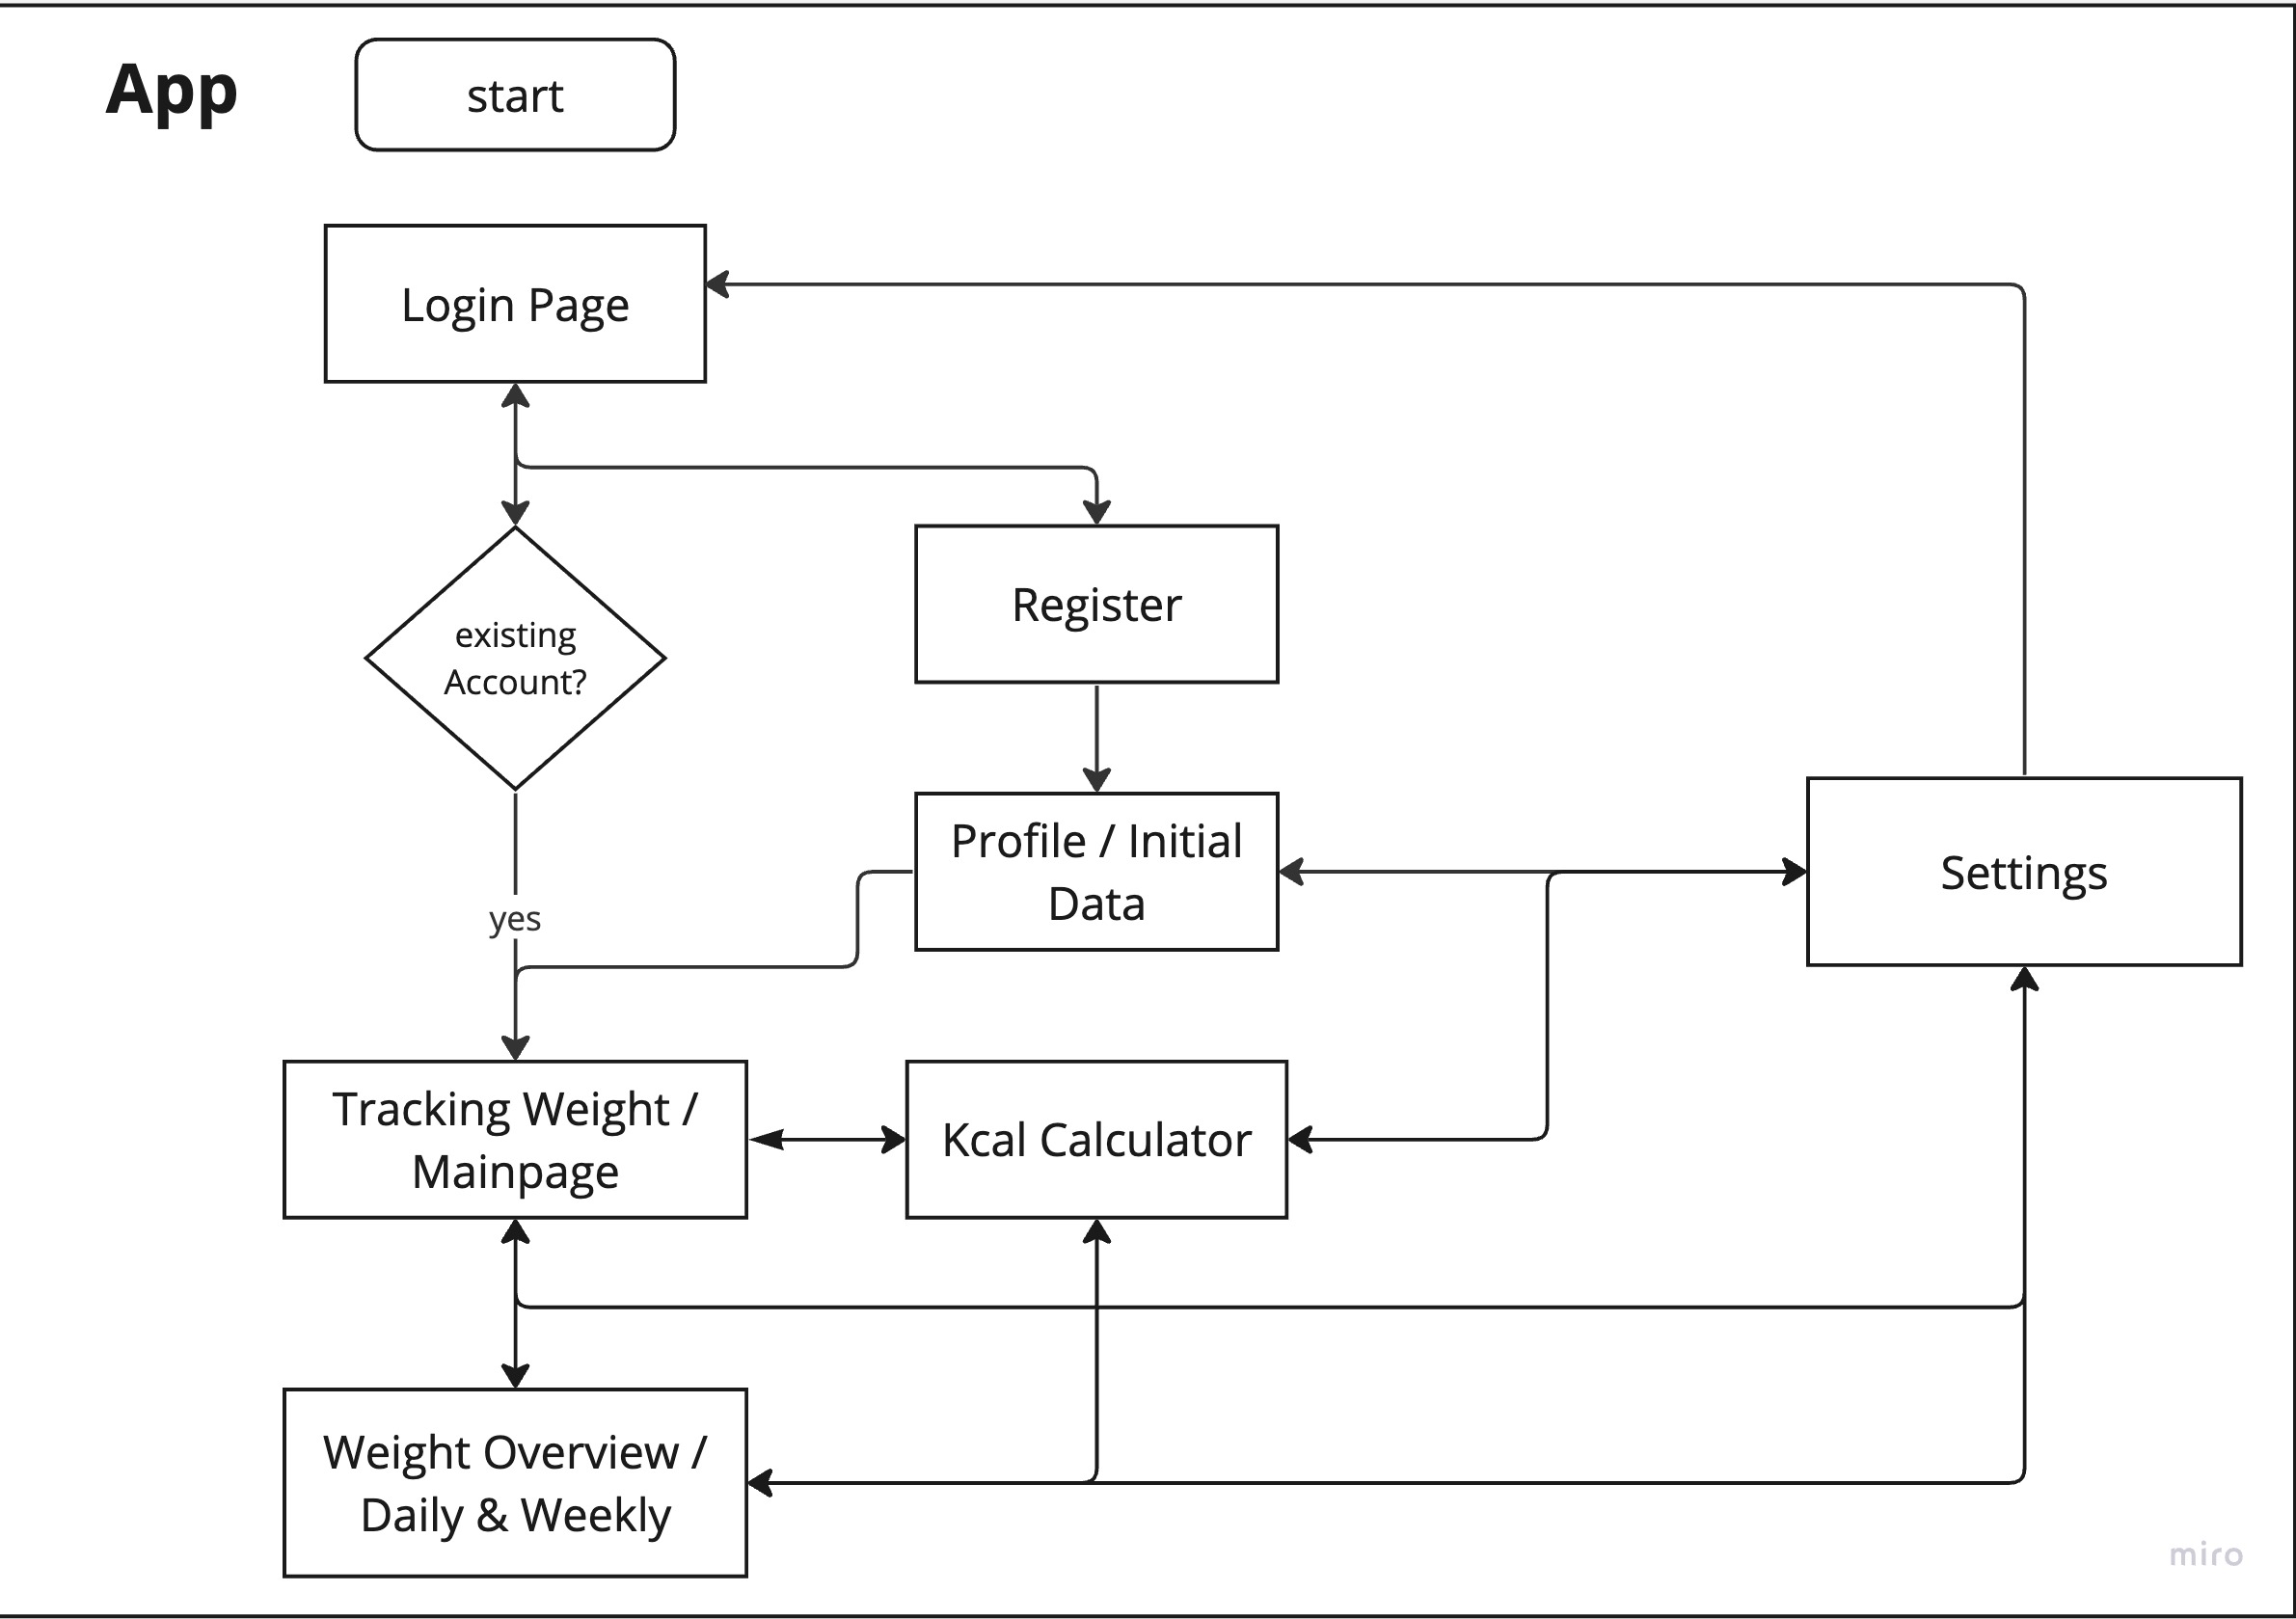 App
start
Login Page
existing
Account?
Register
Profile / Initial
Data
Settings
yes
Tracking Weight /
Mainpage
Kcal Calculator
Weight Overview /
Daily & Weekly
miro